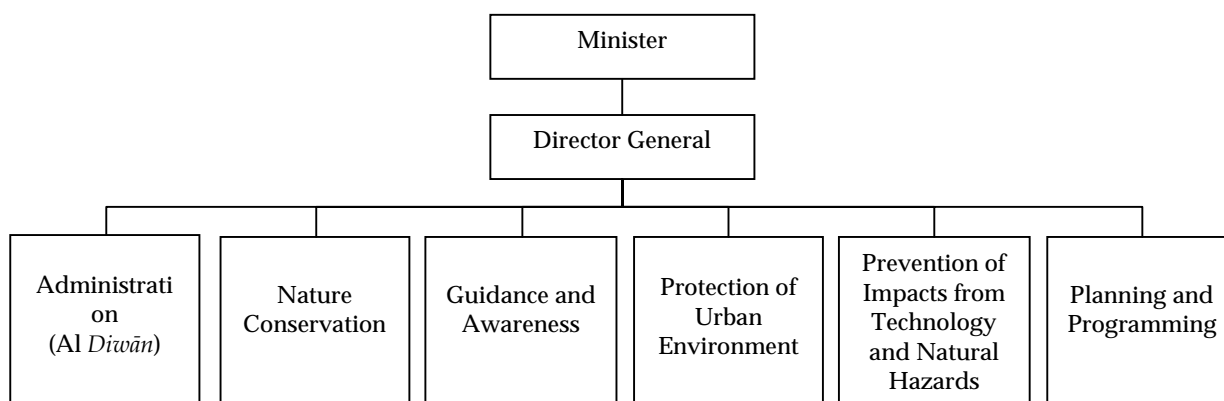 Minister
Director General
Administrati
on
(Al Diwān)
Nature
Conservation
Guidance and
Awareness
Protection of
Urban
Environment
Prevention of
Impacts from
Technology
and Natural
Hazards
Planning and
Programming